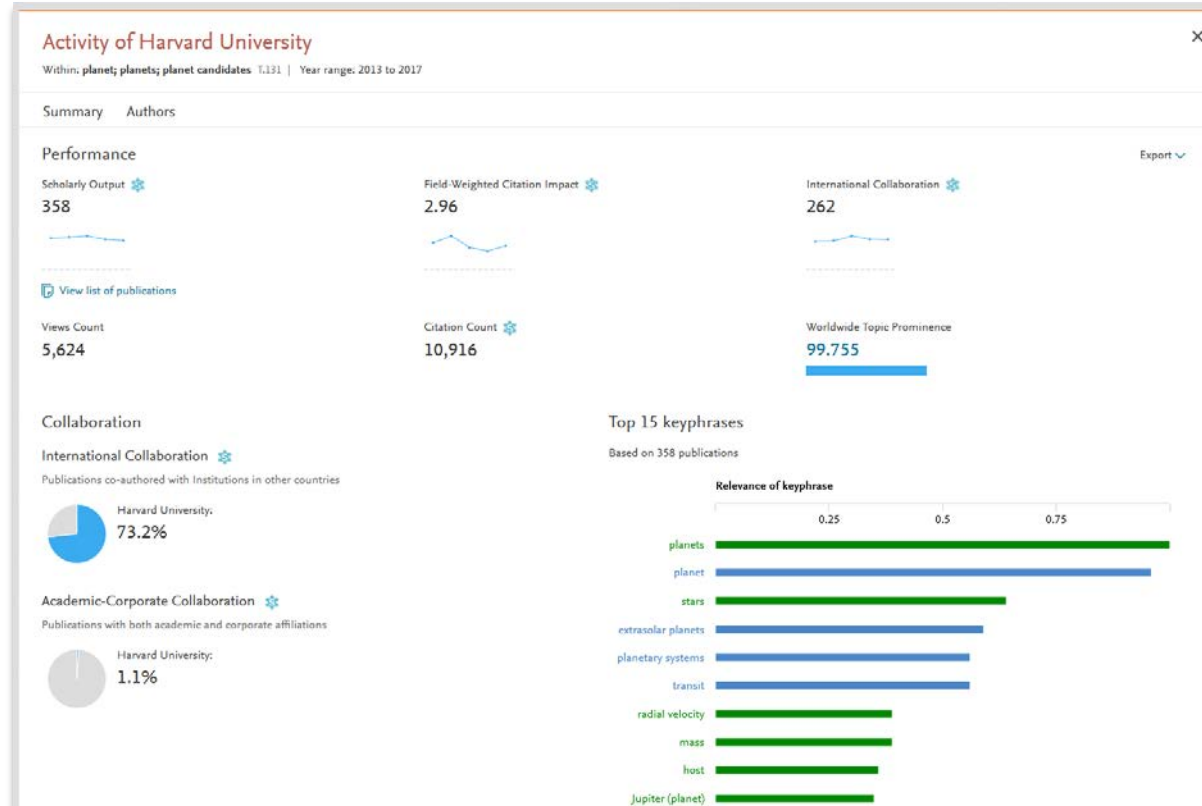 Activity of Harvard University
×
Within: planet; planets; planet candidates T.131 | Year range: 2013 to 2017
Summary Authors
Performance
Export
Scholarly Output
358
Field-Weighted Citation Impact
2.96
International Collaboration
262
View list of publications
Views Count
5,624
Citation Count
10,916
Worldwide Topic Prominence
99.755
Collaboration
International Collaboration
Publications co-authored with Institutions in other countries
Harvard University:
73.2%
Academic-Corporate Collaboration
Publications with both academic and corporate affiliations
Harvard University:
1.1%
Top 15 keyphrases
Based on 358 publications
Relevance of keyphrase
0.25 0.5 0.75
planets
planet
stars
extrasolar planets
planetary systems
transit
radial velocity
mass
host
Jupiter (planet)